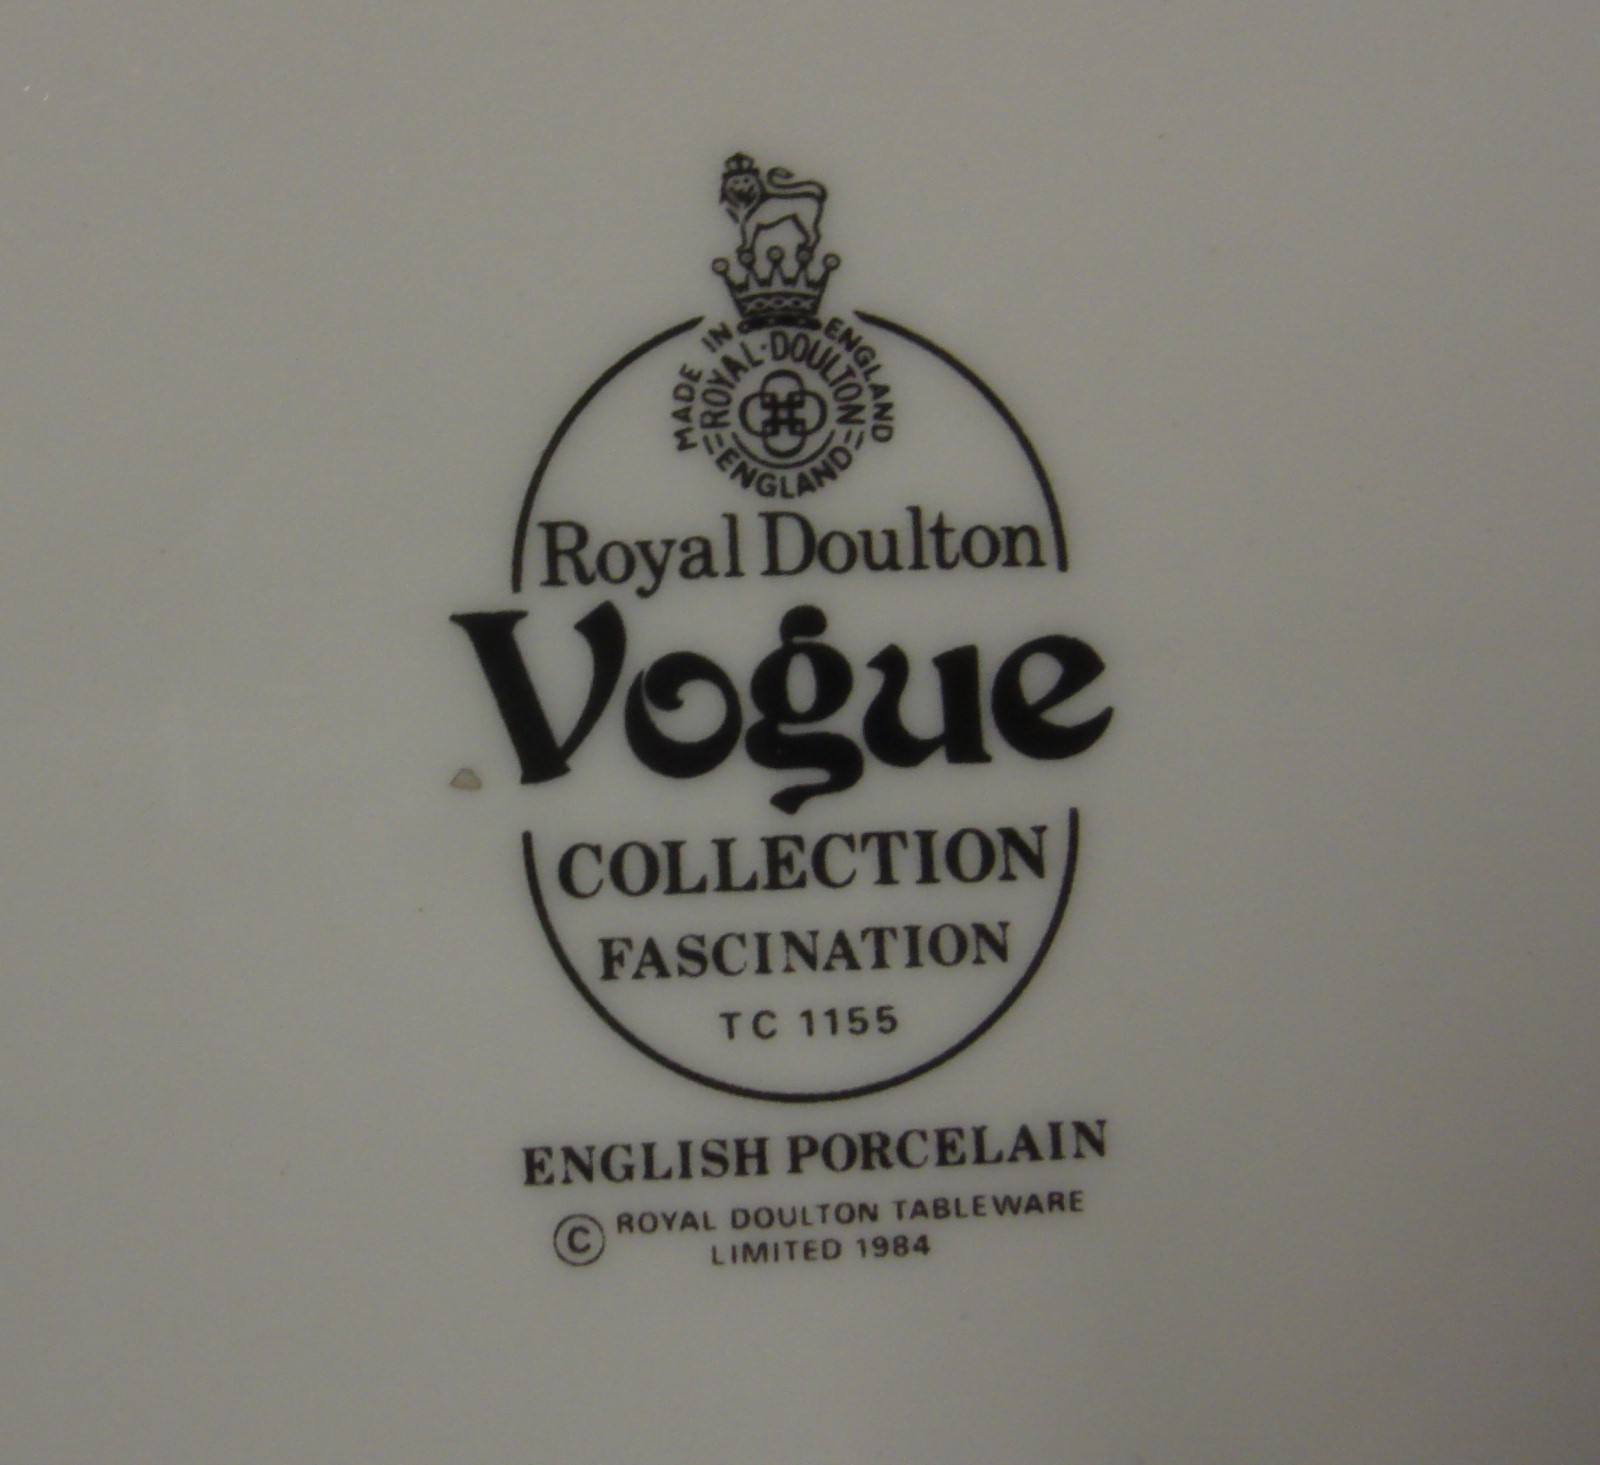 MADE IN ENGLAND
ROYAL·DOULTON
ENGLAND
Royal Doulton
Vogue
COLLECTION
FASCINATION
TC 1155
ENGLISH PORCELAIN
© ROYAL DOULTON TABLEWARE
LIMITED 1984